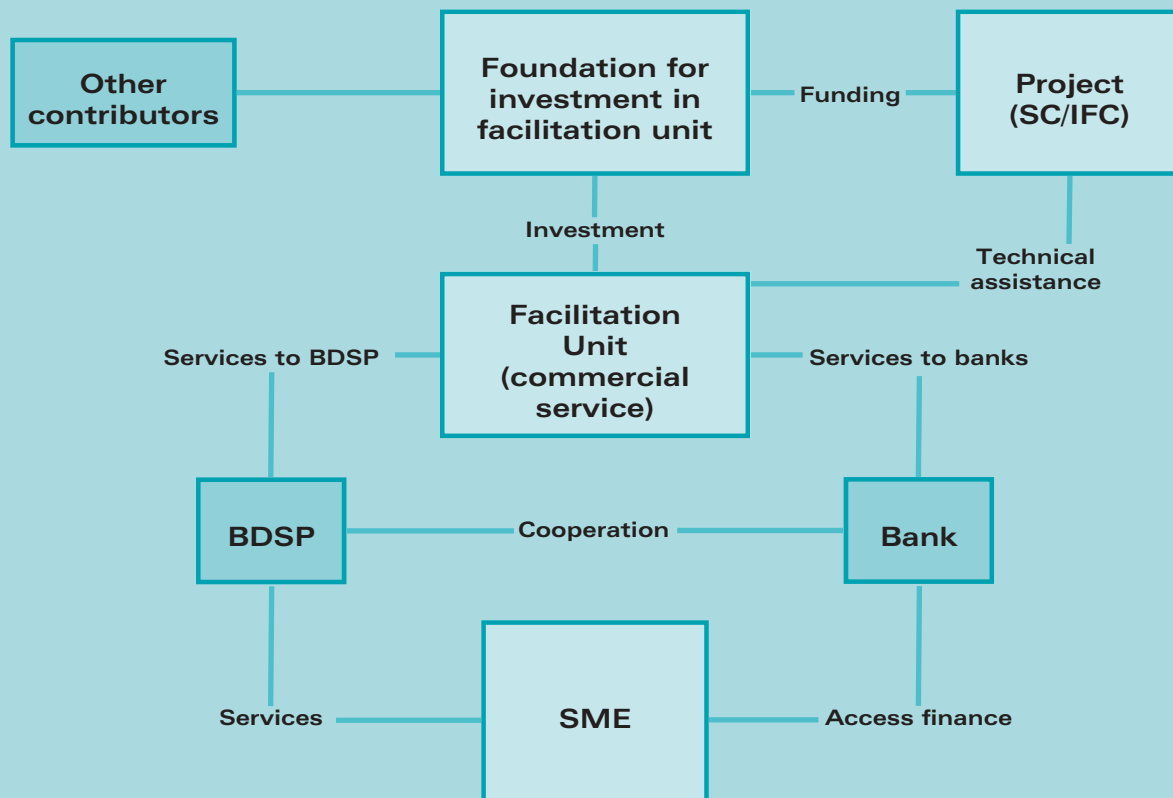 Other
contributors
Foundation for
investment in
facilitation unit
Funding
Project
(SC/IFC)
Investment
Technical
assistance
Facilitation
Unit
(commercial
service)
Services to BDSP
Services to banks
BDSP
Cooperation
Bank
Services
SME
Access finance